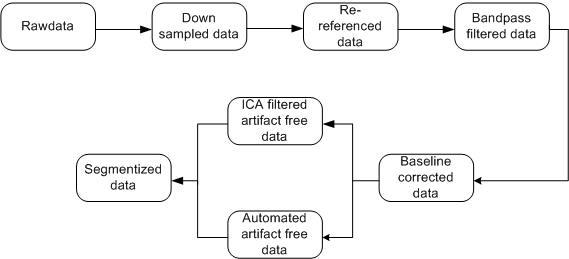 Rawdata
Down
sampled data
Re-
referenced
data
Bandpass
filtered data
ICA filtered
artifact free
data
Segmentized
data
Baseline
corrected
data
Automated
artifact free
data